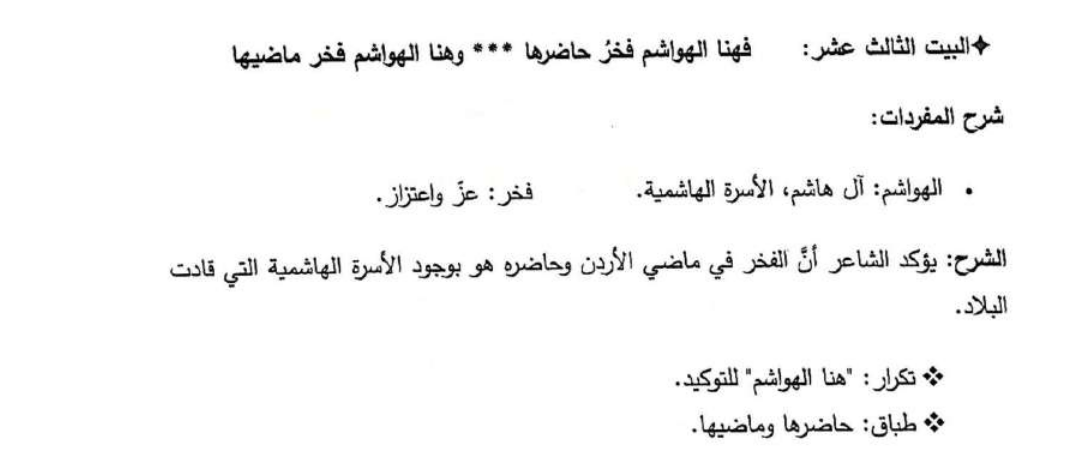 ✦البيت الثالث عشر: فهنا الهواشم فخرُ حاضرها *** وهنا الهواشم فخر ماضيها
شرح المفردات:
• الهواشم: آل هاشم، الأسرة الهاشمية. فخر: عزّ واعتزاز.
الشرح: يؤكد الشاعر أنَّ الفخر في ماضي الأردن وحاضره هو بوجود الأسرة الهاشمية التي قادت
البلاد.
❖ تكرار: "هنا الهواشم" للتوكيد.
❖ طباق: حاضرها وماضيها.